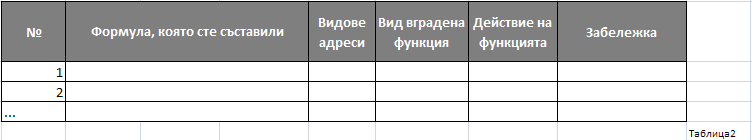 № Формула, която сте съставили Видове адреси Вид вградена функция Действие на функцията Забележка
1
2
...
Таблица2